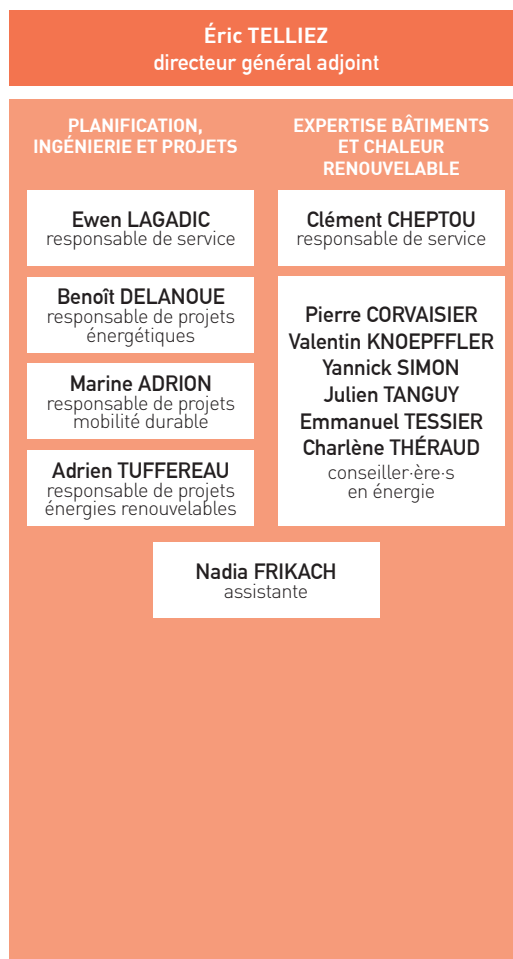 Éric TELLIEZ
directeur général adjoint
PLANIFICATION,
INGÉNIERIE ET PROJETS
Ewen LAGADIC
responsable de service
Benoît DELANOUE
responsable de projets
énergétiques
Marine ADRION
responsable de projets
mobilité durable
Adrien TUFFEREAU
responsable de projets
énergies renouvelables
EXPERTISE BÂTIMENTS
ET CHALEUR
RENOUVELABLE
Clément CHEPTOU
responsable de service
Pierre CORVAISIER
Valentin KNOEPFFLER
Yannick SIMON
Julien TANGUY
Emmanuel TESSIER
Charlène THÉRAUD
conseiller·ère·s
en énergie
Nadia FRIKACH
assistante